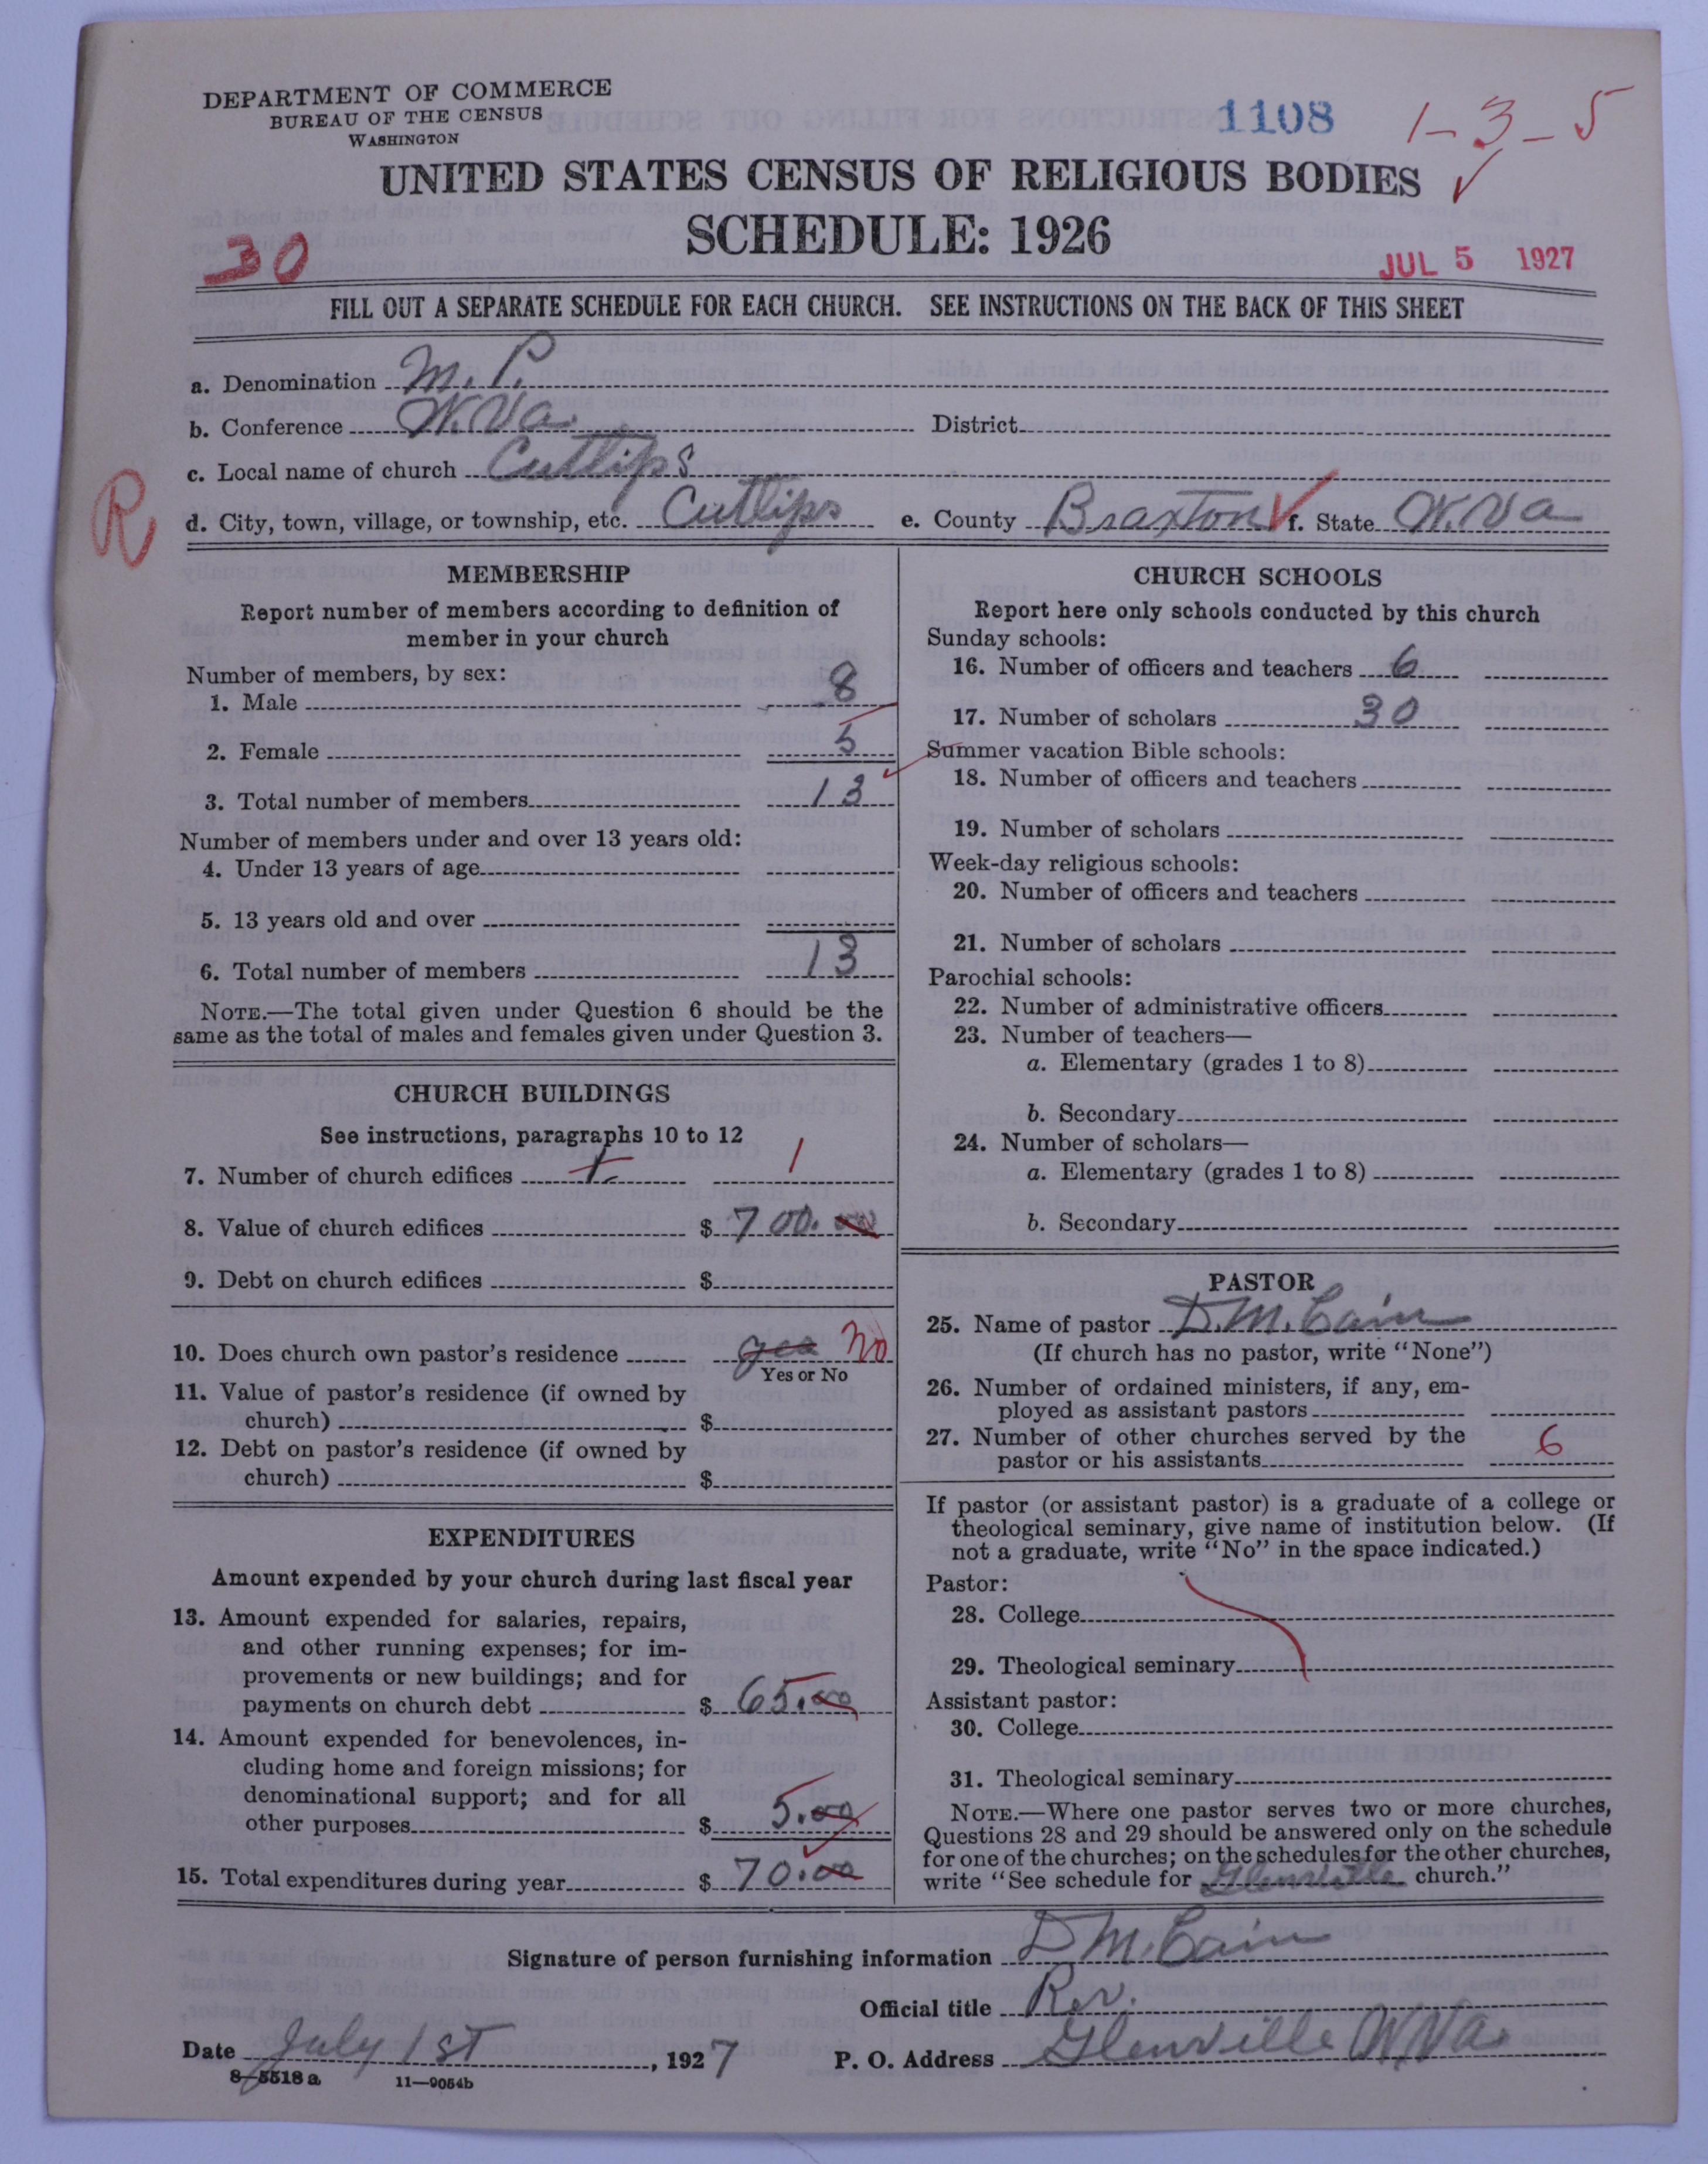 DEPARTMENT OF COMMERCE
BUREAU OF THE CENSUS
WASHINGTON
1108
1-3-5
UNITED STATES CENSUS OF RELIGIOUS BODIES
SCHEDULE: 1926
30
JUL 5 1927
FILL OUT A SEPARATE SCHEDULE FOR EACH CHURCH. SEE INSTRUCTIONS ON THE BACK OF THIS SHEET
a. Denomination M.P.
b. Conference W.Va. District
c. Local name of church Cutlips
R
d. City, town, village, or township, etc. Cutlips e. County Braxton f. State W.Va
MEMBERSHIP
Report number of members according to definition of
member in your church
Number of members, by sex:
1. Male 8
2. Female 5
3. Total number of members 13
Number of members under and over 13 years old:
4. Under 13 years of age
5. 13 years old and over
6. Total number of members 13
NOTE.—The total given under Question 6 should be the
same as the total of males and females given under Question 3.
CHURCH BUILDINGS
See instructions, paragraphs 10 to 12
7. Number of church edifices 1
8. Value of church edifices $ 700.00
9. Debt on church edifices $
10. Does church own pastor's residence yea No
Yes or No
11. Value of pastor's residence (if owned by
church) $
12. Debt on pastor's residence (if owned by
church) $
EXPENDITURES
Amount expended by your church during last fiscal year
13. Amount expended for salaries, repairs,
and other running expenses; for im-
provements or new buildings; and for
payments on church debt $ 65.00
14. Amount expended for benevolences, in-
cluding home and foreign missions; for
denominational support; and for all
other purposes $ 5.00
15. Total expenditures during year $ 70.00
CHURCH SCHOOLS
Report here only schools conducted by this church
Sunday schools:
16. Number of officers and teachers 6
17. Number of scholars 30
Summer vacation Bible schools:
18. Number of officers and teachers
19. Number of scholars
Week-day religious schools:
20. Number of officers and teachers
21. Number of scholars
Parochial schools:
22. Number of administrative officers
23. Number of teachers—
a. Elementary (grades 1 to 8)
b. Secondary
24. Number of scholars—
a. Elementary (grades 1 to 8)
b. Secondary
PASTOR
25. Name of pastor D.M. Cain
(If church has no pastor, write "None")
26. Number of ordained ministers, if any, em-
ployed as assistant pastors
27. Number of other churches served by the
pastor or his assistants 6
If pastor (or assistant pastor) is a graduate of a college or
theological seminary, give name of institution below. (If
not a graduate, write "No" in the space indicated.)
Pastor:
28. College
29. Theological seminary
Assistant pastor:
30. College
31. Theological seminary
NOTE.—Where one pastor serves two or more churches,
Questions 28 and 29 should be answered only on the schedule
for one of the churches; on the schedules for the other churches,
write "See schedule for Glenville church."
Signature of person furnishing information D M. Cain
Official title Rev.
Date July 1st, 1927 P. O. Address Glenville W.Va.
8—5518 a 11—9054b